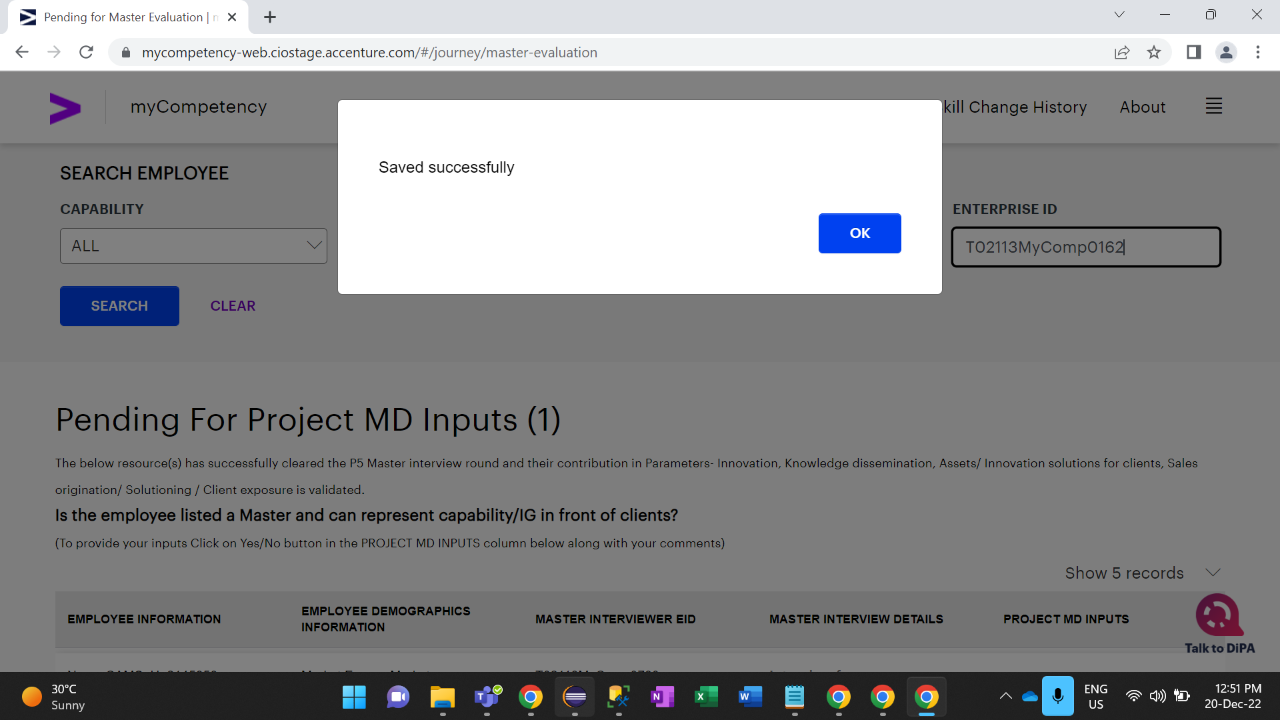 Pending for Master Evaluation |
mycompetency-web.ciostage.accenture.com/#/journey/master-evaluation
myCompetency
kill Change History
About
Saved successfully
OK
SEARCH EMPLOYEE
CAPABILITY
ALL
ENTERPRISE ID
T02113MyComp0162
SEARCH
CLEAR
Pending For Project MD Inputs (1)
The below resource(s) has successfully cleared the P5 Master interview round and their contribution in Parameters- Innovation, Knowledge dissemination, Assets/ Innovation solutions for clients, Sales
origination/ Solutioning / Client exposure is validated.
Is the employee listed a Master and can represent capability/IG in front of clients?
(To provide your inputs Click on Yes/No button in the PROJECT MD INPUTS column below along with your comments)
Show 5 records
EMPLOYEE INFORMATION
EMPLOYEE DEMOGRAPHICS
INFORMATION
MASTER INTERVIEWER EID
MASTER INTERVIEW DETAILS
PROJECT MD INPUTS
Talk to DiPA
30°C
Sunny
ENG
US
12:51 PM
20-Dec-22